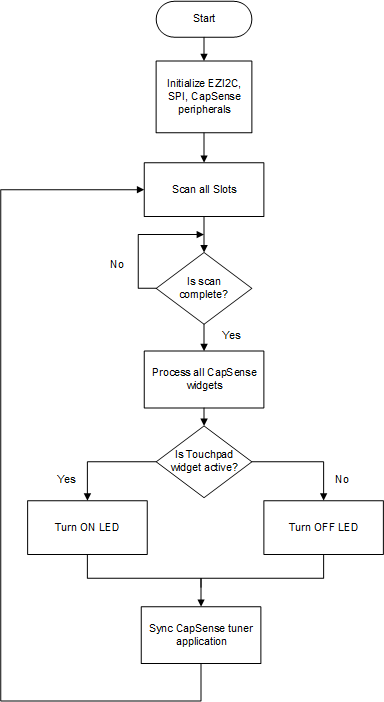 Start
Initialize EZI2C,
SPI, CapSense
peripherals
Scan all Slots
No
Is scan
complete?
Yes
Process all CapSense
widgets
Is Touchpad
widget active?
Yes
No
Turn ON LED
Turn OFF LED
Sync CapSense tuner
application